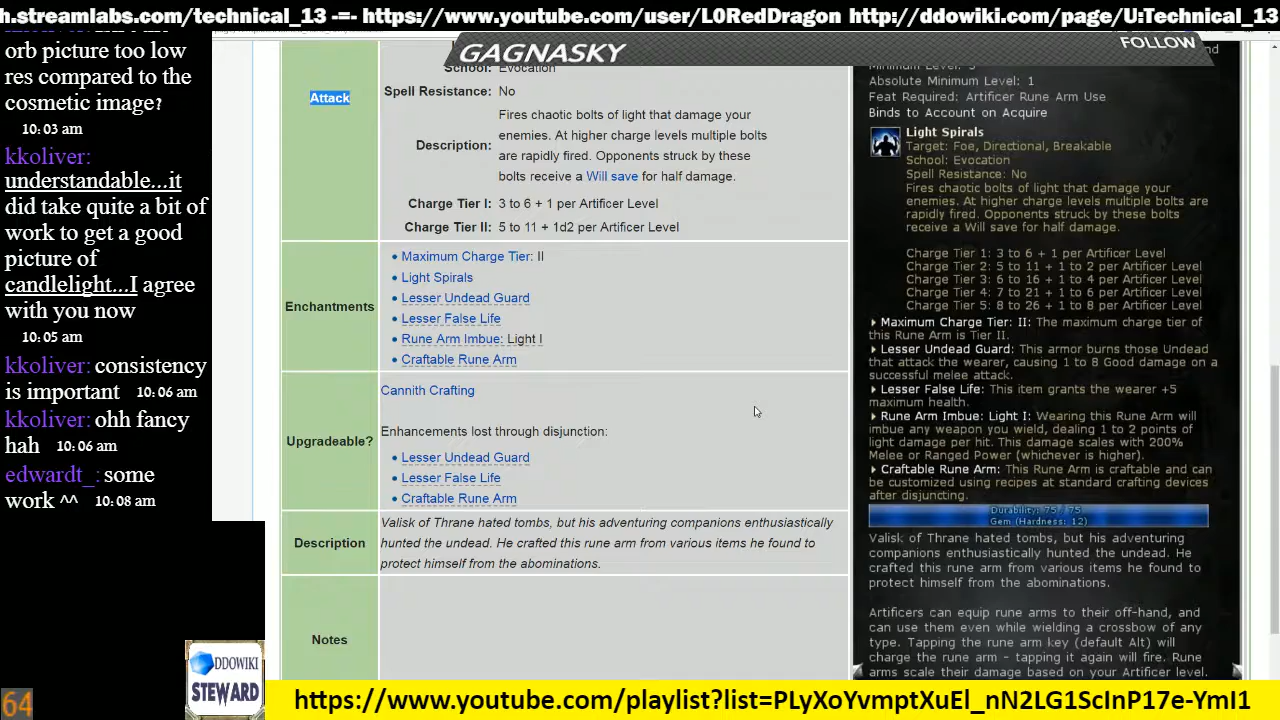 h.streamlabs.com/technical_13 -=- https://www.youtube.com/user/L0RedDragon http://ddowiki.com/page/U:Technical_13
orb picture too low
res compared to the
cosmetic image?
10:03 am
kkoliver:
understandable...it
did take quite a bit of
work to get a good
picture of
candlelight...I agree
with you now
10:05 am
kkoliver: consistency
is important 10:06 am
kkoliver: ohh fancy
hah 10:06 am
edwardt_: some
work ^^ 10:08 am
GAGNASKY
FOLLOW
Attack
School: Evocation
Spell Resistance: No
Description:
Fires chaotic bolts of light that damage your
enemies. At higher charge levels multiple bolts
are rapidly fired. Opponents struck by these
bolts receive a Will save for half damage.
Charge Tier I: 3 to 6 + 1 per Artificer Level
Charge Tier II: 5 to 11 + 1d2 per Artificer Level
Enchantments
• Maximum Charge Tier: II
• Light Spirals
• Lesser Undead Guard
• Lesser False Life
• Rune Arm Imbue: Light I
• Craftable Rune Arm
Upgradeable?
Cannith Crafting
Enhancements lost through disjunction:
• Lesser Undead Guard
• Lesser False Life
• Craftable Rune Arm
Description
Valisk of Thrane hated tombs, but his adventuring companions enthusiastically
hunted the undead. He crafted this rune arm from various items he found to
protect himself from the abominations.
Notes
Absolute Minimum Level: 1
Feat Required: Artificer Rune Arm Use
Binds to Account on Acquire
Light Spirals
Target: Foe, Directional, Breakable
School: Evocation
Spell Resistance: No
Fires chaotic bolts of light that damage your
enemies. At higher charge levels multiple bolts are
rapidly fired. Opponents struck by these bolts
receive a Will save for half damage.
Charge Tier 1: 3 to 6 + 1 per Artificer Level
Charge Tier 2: 5 to 11 + 1 to 2 per Artificer Level
Charge Tier 3: 6 to 16 + 1 to 4 per Artificer Level
Charge Tier 4: 7 to 21 + 1 to 6 per Artificer Level
Charge Tier 5: 8 to 26 + 1 to 8 per Artificer Level
Maximum Charge Tier: II: The maximum charge tier of
this Rune Arm is Tier II.
Lesser Undead Guard: This armor burns those Undead
that attack the wearer, causing 1 to 8 Good damage on a
successful melee attack.
Lesser False Life: This item grants the wearer +5
maximum health.
Rune Arm Imbue: Light I: Wearing this Rune Arm will
imbue any weapon you wield, dealing 1 to 2 points of
light damage per hit. This damage scales with 200%
Melee or Ranged Power (whichever is higher).
Craftable Rune Arm: This Rune Arm is craftable and can
be customized using recipes at standard crafting devices
after disjuncting.
Durability: 75 / 75
Gem (Hardness: 12)
Valisk of Thrane hated tombs, but his adventuring
companions enthusiastically hunted the undead. He
crafted this rune arm from various items he found to
protect himself from the abominations.
Artificers can equip rune arms to their off-hand, and
can use them even while wielding a crossbow of any
type. Tapping the rune arm key (default Alt) will
charge the rune arm - tapping it again will fire. Rune
arms scale their damage based on your Artificer level.
64
DDOWIKI
STEWARD
https://www.youtube.com/playlist?list=PLyXoYvmptXuEl_nN2LG1ScInP17e-YmI1